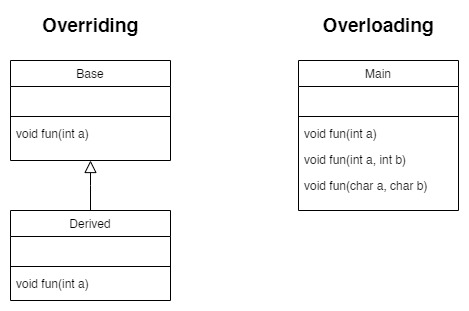 Overriding
Base
void fun(int a)
Derived
void fun(int a)
Overloading
Main
void fun(int a)
void fun(int a, int b)
void fun(char a, char b)